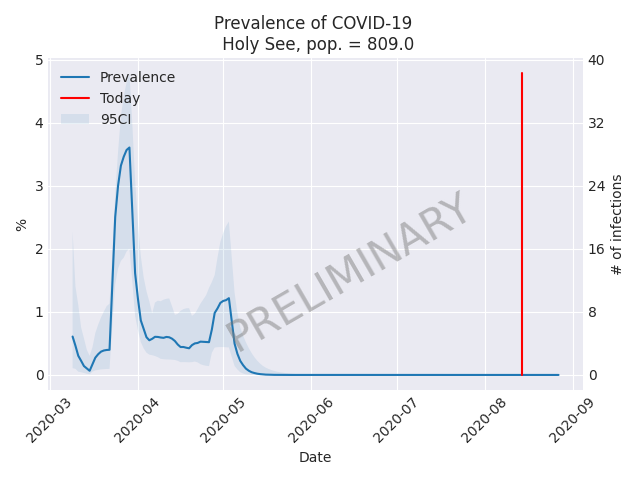 Prevalence of COVID-19
Holy See, pop. = 809.0
Prevalence
Today
95CI
5
4
3
2
1
0
%
40
32
24
16
8
0
# of infections
PRELIMINARY
2020-03
2020-04
2020-05
2020-06
2020-07
2020-08
2020-09
Date